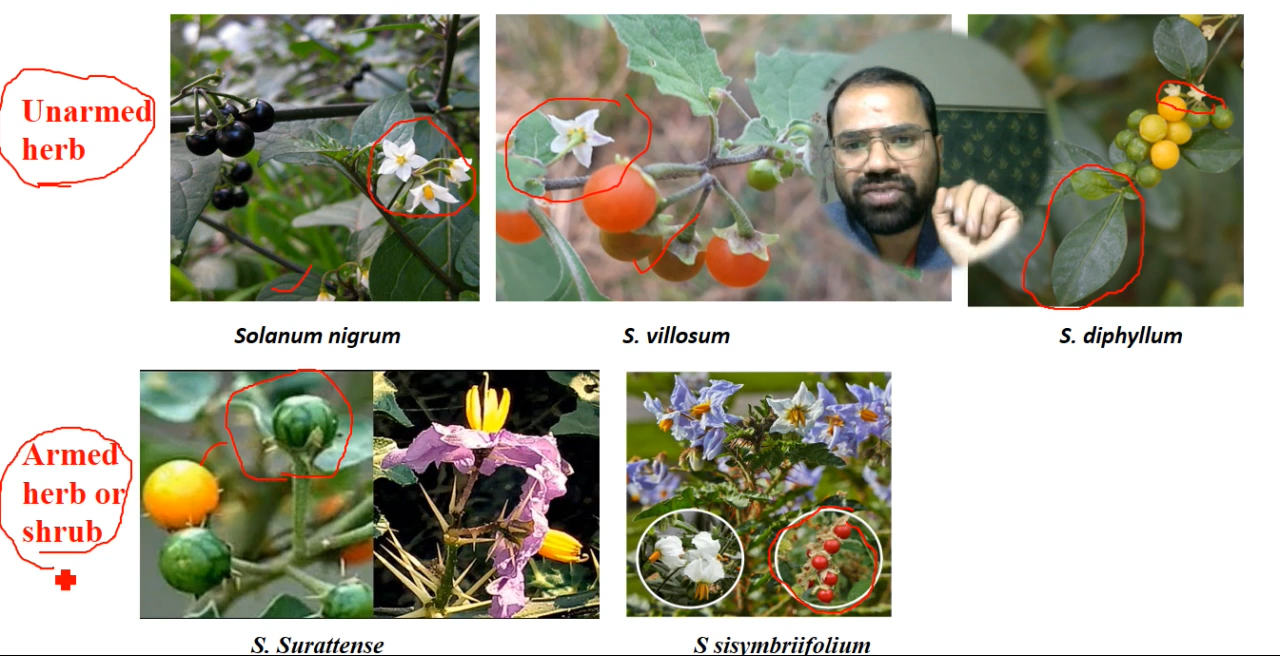 Unarmed
herb
Solanum nigrum
S. villosum
S. diphyllum
Armed
herb or
shrub
S. Surattense
S sisymbriifolium